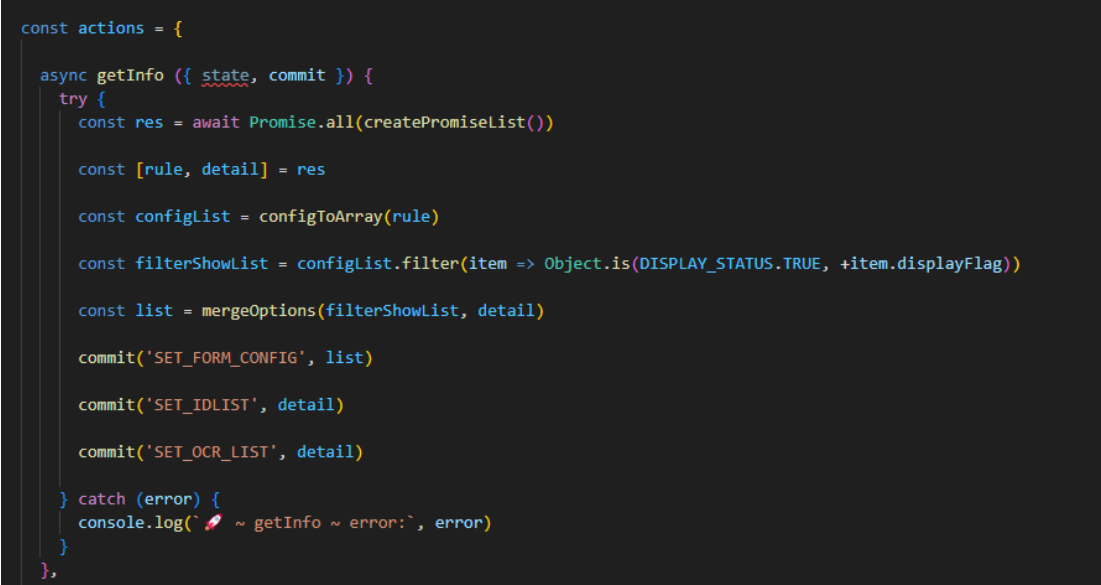 const actions = {
async getInfo ({ state, commit }) {
try {
const res = await Promise.all(createPromiseList())
const [rule, detail] = res
const configList = configToArray(rule)
const filterShowList = configList.filter(item => Object.is(DISPLAY_STATUS.TRUE, +item.displayFlag))
const list = mergeOptions(filterShowList, detail)
commit('SET_FORM_CONFIG', list)
commit('SET_IDLIST', detail)
commit('SET_OCR_LIST', detail)
} catch (error) {
console.log(`🚀 ~ getInfo ~ error:`, error)
}
},